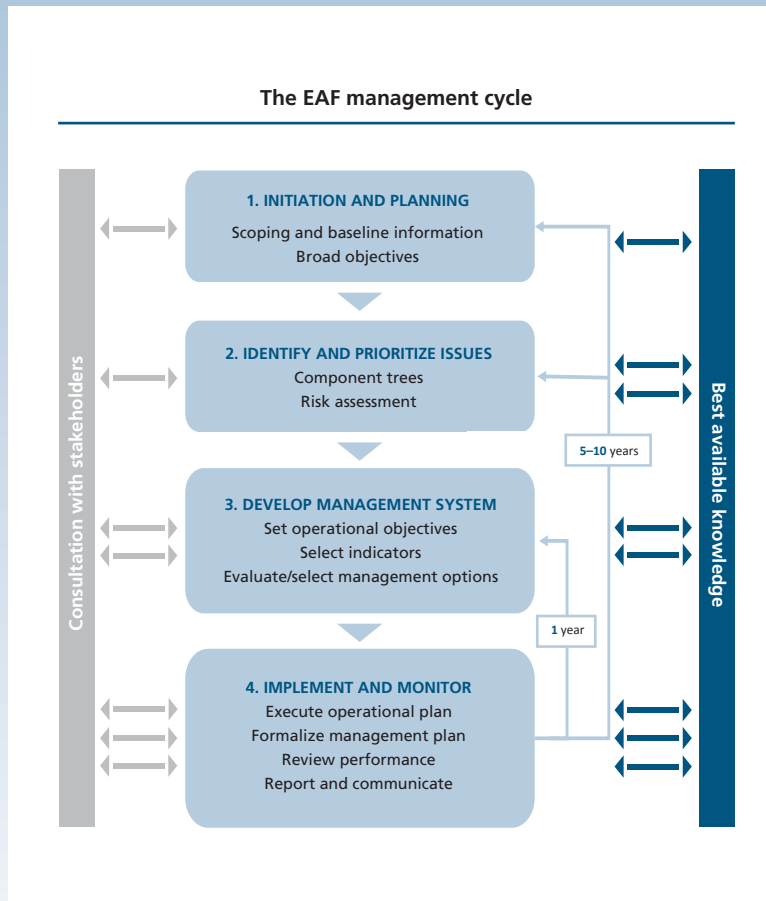 The EAF management cycle
Consultation with stakeholders
1. INITIATION AND PLANNING
Scoping and baseline information
Broad objectives
2. IDENTIFY AND PRIORITIZE ISSUES
Component trees
Risk assessment
5–10 years
3. DEVELOP MANAGEMENT SYSTEM
Set operational objectives
Select indicators
Evaluate/select management options
1 year
4. IMPLEMENT AND MONITOR
Execute operational plan
Formalize management plan
Review performance
Report and communicate
Best available knowledge